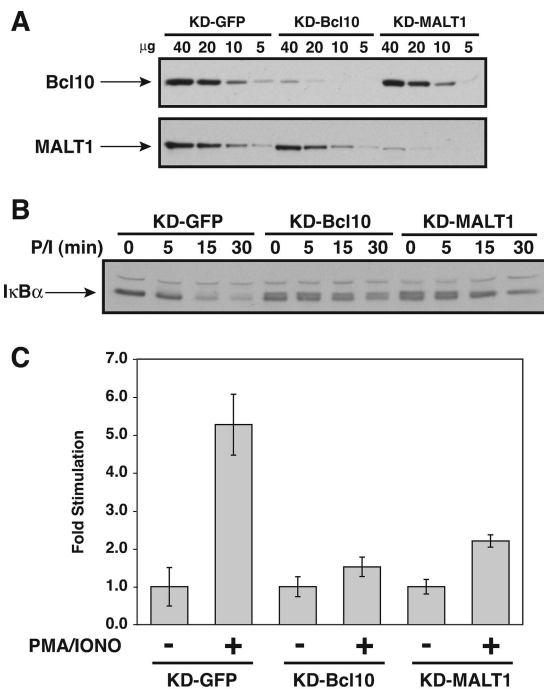 A
KD-GFP KD-Bcl10 KD-MALT1
μg 40 20 10 5 40 20 10 5 40 20 10 5
Bcl10
MALT1
B
KD-GFP KD-Bcl10 KD-MALT1
P/I (min) 0 5 15 30 0 5 15 30 0 5 15 30
IκBα
C
7.0
6.0
5.0
4.0
3.0
2.0
1.0
0.0
Fold Stimulation
PMA/IONO - + - + - +
KD-GFP KD-Bcl10 KD-MALT1